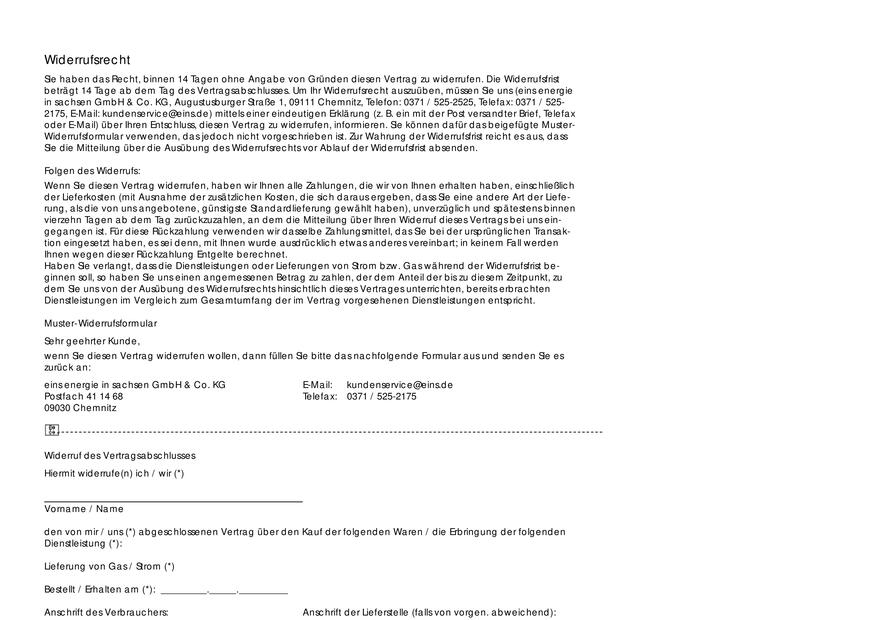 Widerrufsrecht
Sie haben das Recht, binnen 14 Tagen ohne Angabe von Gründen diesen Vertrag zu widerrufen. Die Widerrufsfrist
beträgt 14 Tage ab dem Tag des Vertragsabschlusses. Um Ihr Widerrufsrecht auszuüben, müssen Sie uns (eins energie
in sachsen GmbH & Co. KG, Augustusburger Straße 1, 09111 Chemnitz, Telefon: 0371 / 525-2525, Telefax: 0371 / 525-
2175, E-Mail: kundenservice@eins.de) mittels einer eindeutigen Erklärung (z. B. ein mit der Post versandter Brief, Telefax
oder E-Mail) über Ihren Entschluss, diesen Vertrag zu widerrufen, informieren. Sie können dafür das beigefügte Muster-
Widerrufsformular verwenden, das jedoch nicht vorgeschrieben ist. Zur Wahrung der Widerrufsfrist reicht es aus, dass
Sie die Mitteilung über die Ausübung des Widerrufsrechts vor Ablauf der Widerrufsfrist absenden.
Folgen des Widerrufs:
Wenn Sie diesen Vertrag widerrufen, haben wir Ihnen alle Zahlungen, die wir von Ihnen erhalten haben, einschließlich
der Lieferkosten (mit Ausnahme der zusätzlichen Kosten, die sich daraus ergeben, dass Sie eine andere Art der Liefe-
rung, als die von uns angebotene, günstigste Standardlieferung gewählt haben), unverzüglich und spätestens binnen
vierzehn Tagen ab dem Tag zurückzuzahlen, an dem die Mitteilung über Ihren Widerruf dieses Vertrags bei uns ein-
gegangen ist. Für diese Rückzahlung verwenden wir dasselbe Zahlungsmittel, das Sie bei der ursprünglichen Transak-
tion eingesetzt haben, es sei denn, mit Ihnen wurde ausdrücklich etwas anderes vereinbart; in keinem Fall werden
Ihnen wegen dieser Rückzahlung Entgelte berechnet.
Haben Sie verlangt, dass die Dienstleistungen oder Lieferungen von Strom bzw. Gas während der Widerrufsfrist be-
ginnen soll, so haben Sie uns einen angemessenen Betrag zu zahlen, der dem Anteil der bis zu diesem Zeitpunkt, zu
dem Sie uns von der Ausübung des Widerrufsrechts hinsichtlich dieses Vertrages unterrichten, bereits erbrachten
Dienstleistungen im Vergleich zum Gesamtumfang der im Vertrag vorgesehenen Dienstleistungen entspricht.
Muster-Widerrufsformular
Sehr geehrter Kunde,
wenn Sie diesen Vertrag widerrufen wollen, dann füllen Sie bitte das nachfolgende Formular aus und senden Sie es
zurück an:
eins energie in sachsen GmbH & Co. KG E-Mail: kundenservice@eins.de
Postfach 41 14 68 Telefax: 0371 / 525-2175
09030 Chemnitz
Widerruf des Vertragsabschlusses
Hiermit widerrufe(n) ich / wir (*)
Vorname / Name
den von mir / uns (*) abgeschlossenen Vertrag über den Kauf der folgenden Waren / die Erbringung der folgenden
Dienstleistung (*):
Lieferung von Gas / Strom (*)
Bestellt / Erhalten am (*): ________._____.__________
Anschrift des Verbrauchers: Anschrift der Lieferstelle (falls von vorgen. abweichend):